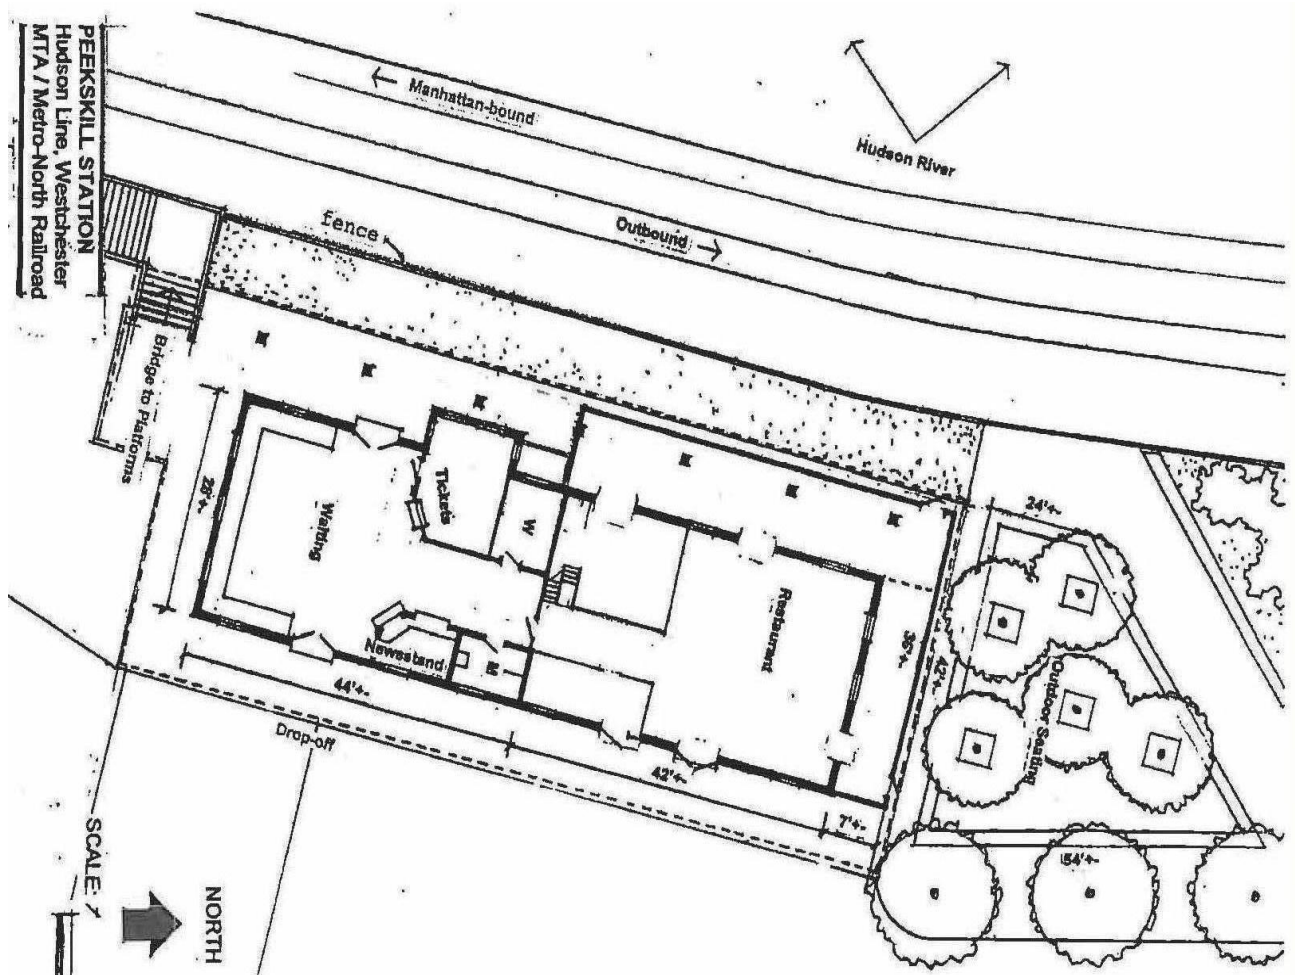 PEEKSKILL STATION
Hudson Line, Westchester
MTA / Metro-North Railroad
Manhattan-bound
Hudson River
Outbound
fence
Bridge to Platforms
28'+-
Waiting
Tickets
W
Newsstand
M
Restaurant
24'+-
36'+-
42'+-
Outdoor Seating
44'+-
42'+-
7'+-
54'+-
Drop-off
SCALE:
NORTH